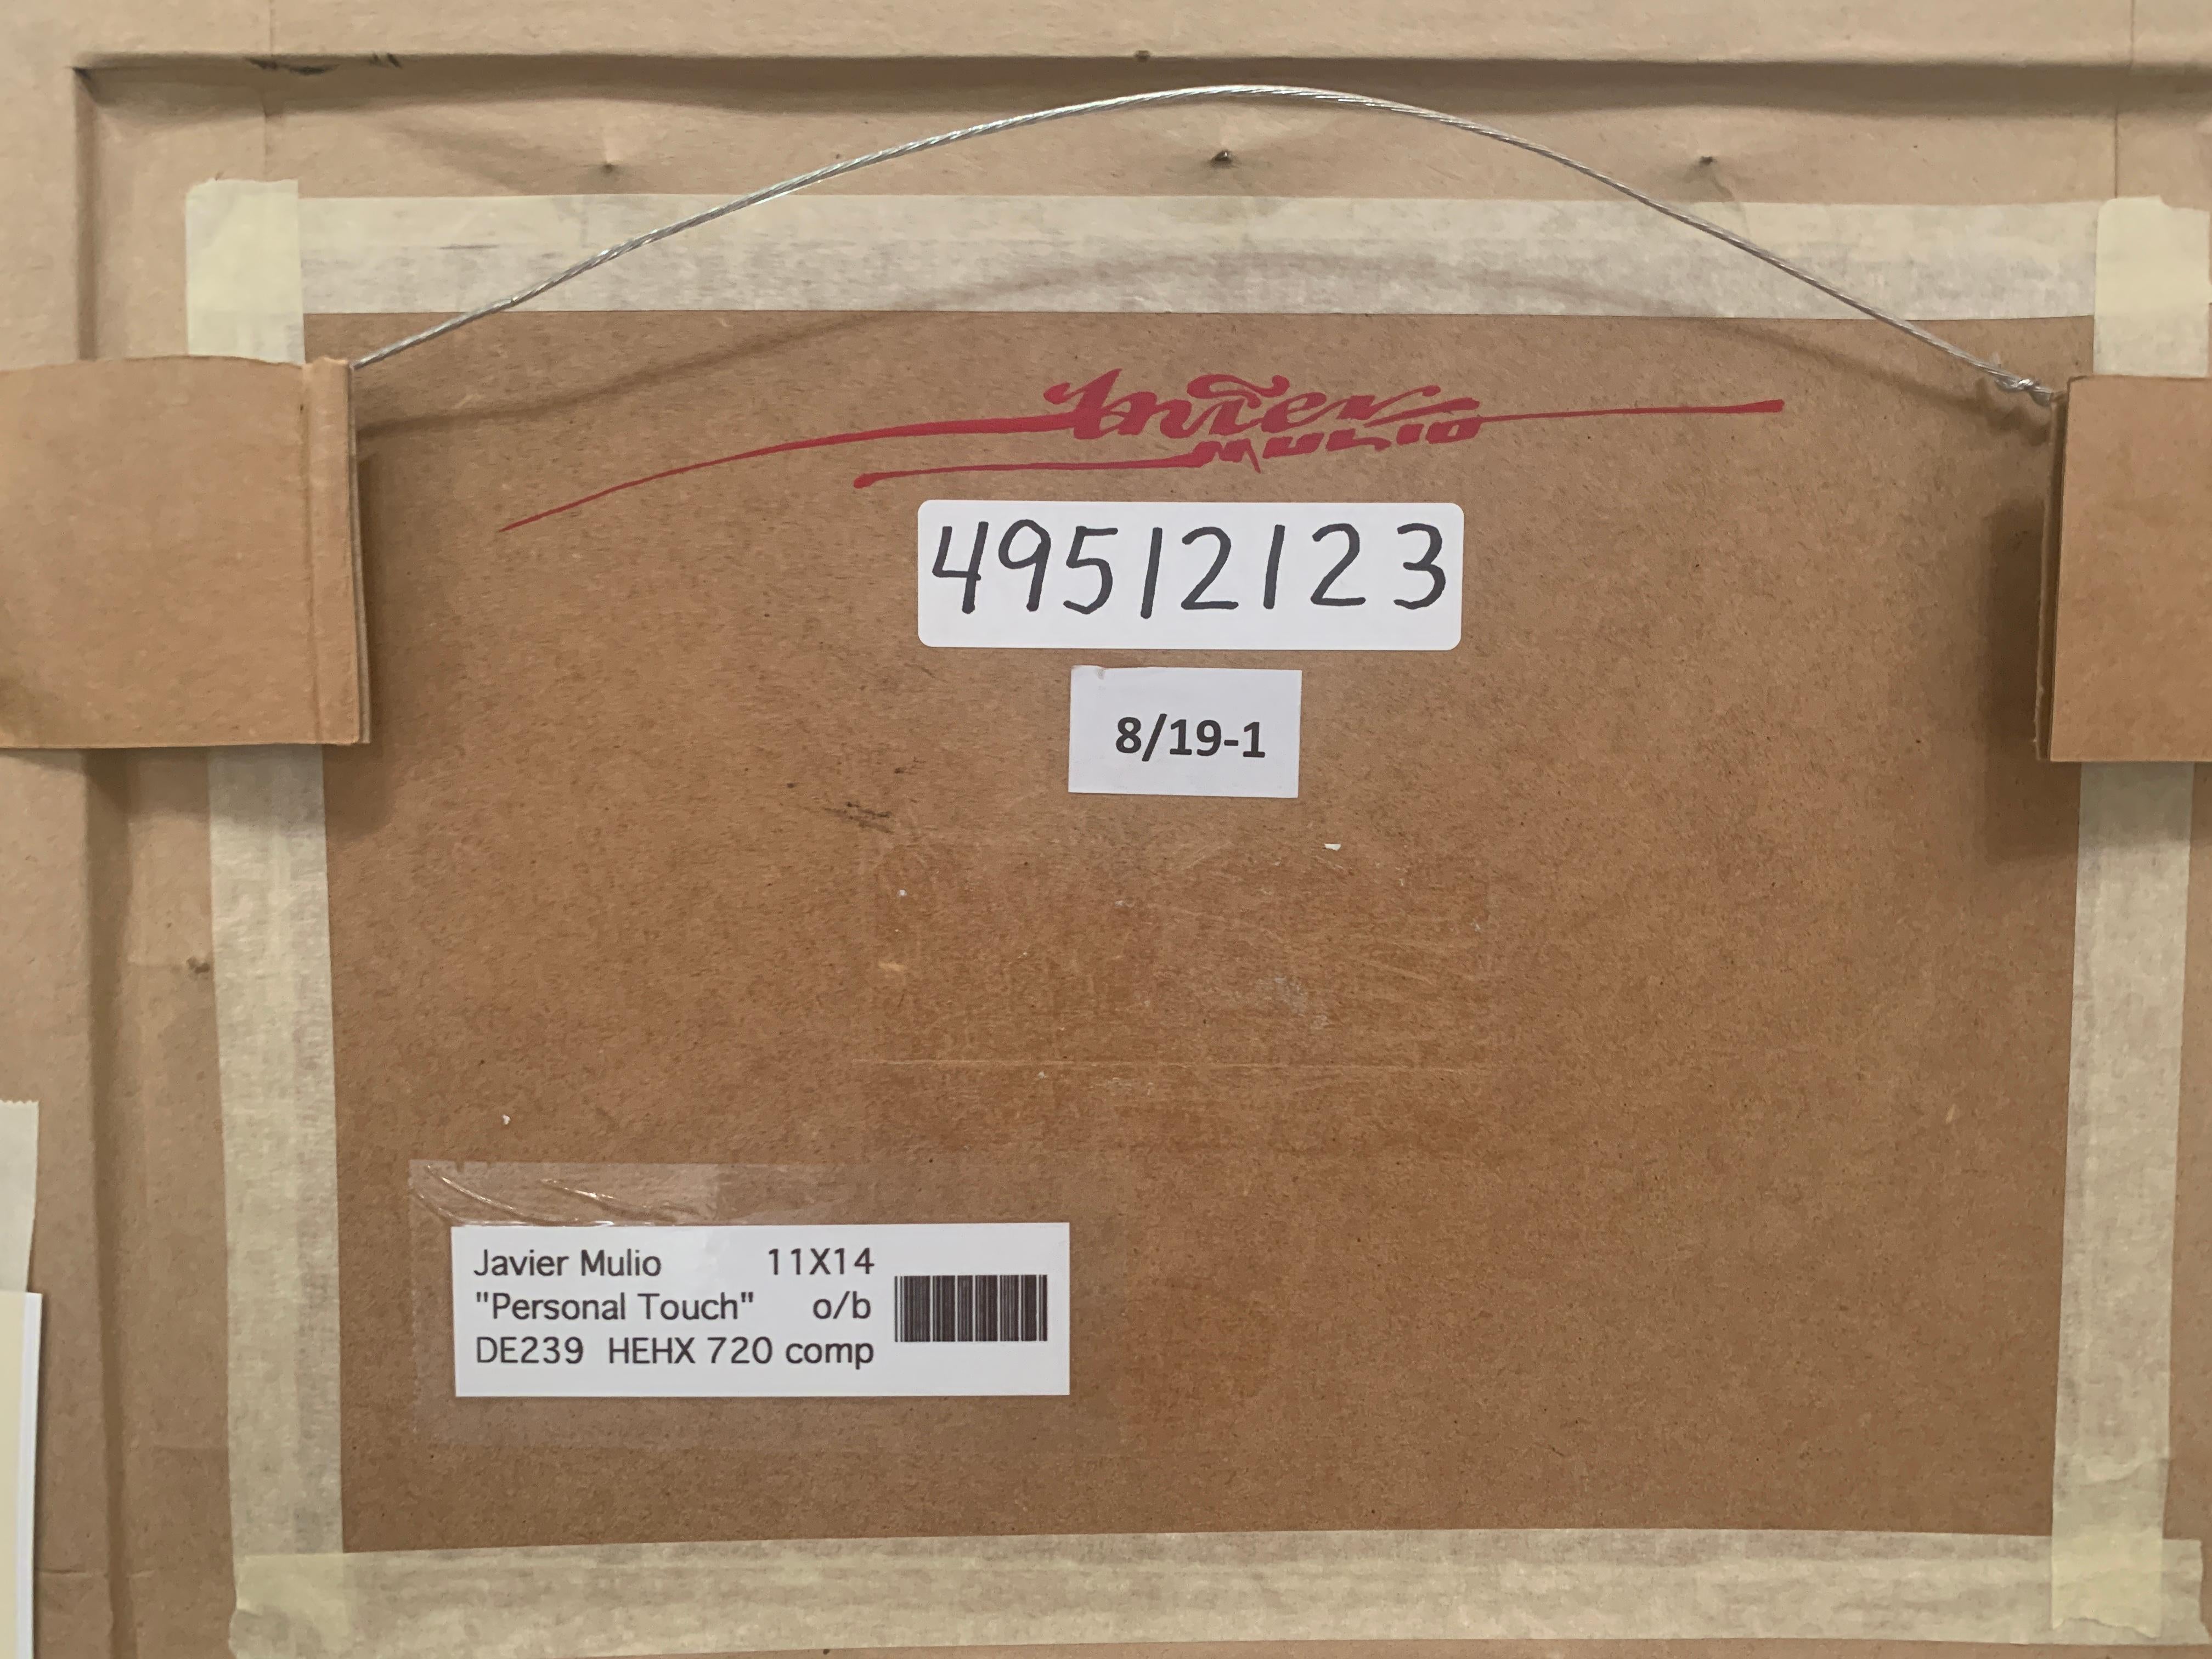 Javier
MULIO
49512123
8/19-1
Javier Mulio 11X14
"Personal Touch" o/b
DE239 HEHX 720 comp